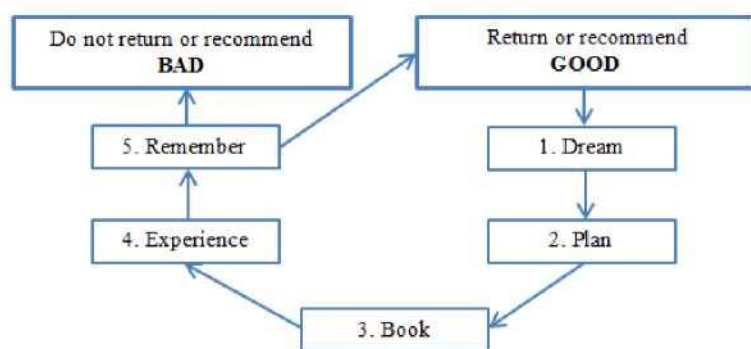 Do not return or recommend
BAD
Return or recommend
GOOD
5. Remember
1. Dream
4. Experience
2. Plan
3. Book